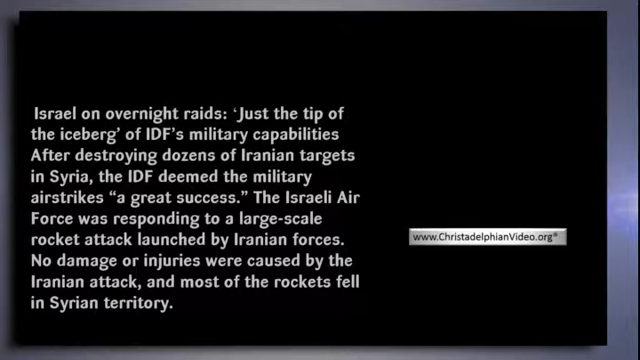 Israel on overnight raids: ‘Just the tip of
the iceberg’ of IDF’s military capabilities
After destroying dozens of Iranian targets
in Syria, the IDF deemed the military
airstrikes “a great success.” The Israeli Air
Force was responding to a large-scale
rocket attack launched by Iranian forces.
No damage or injuries were caused by the
Iranian attack, and most of the rockets fell
in Syrian territory.
www.ChristadelphianVideo.org®